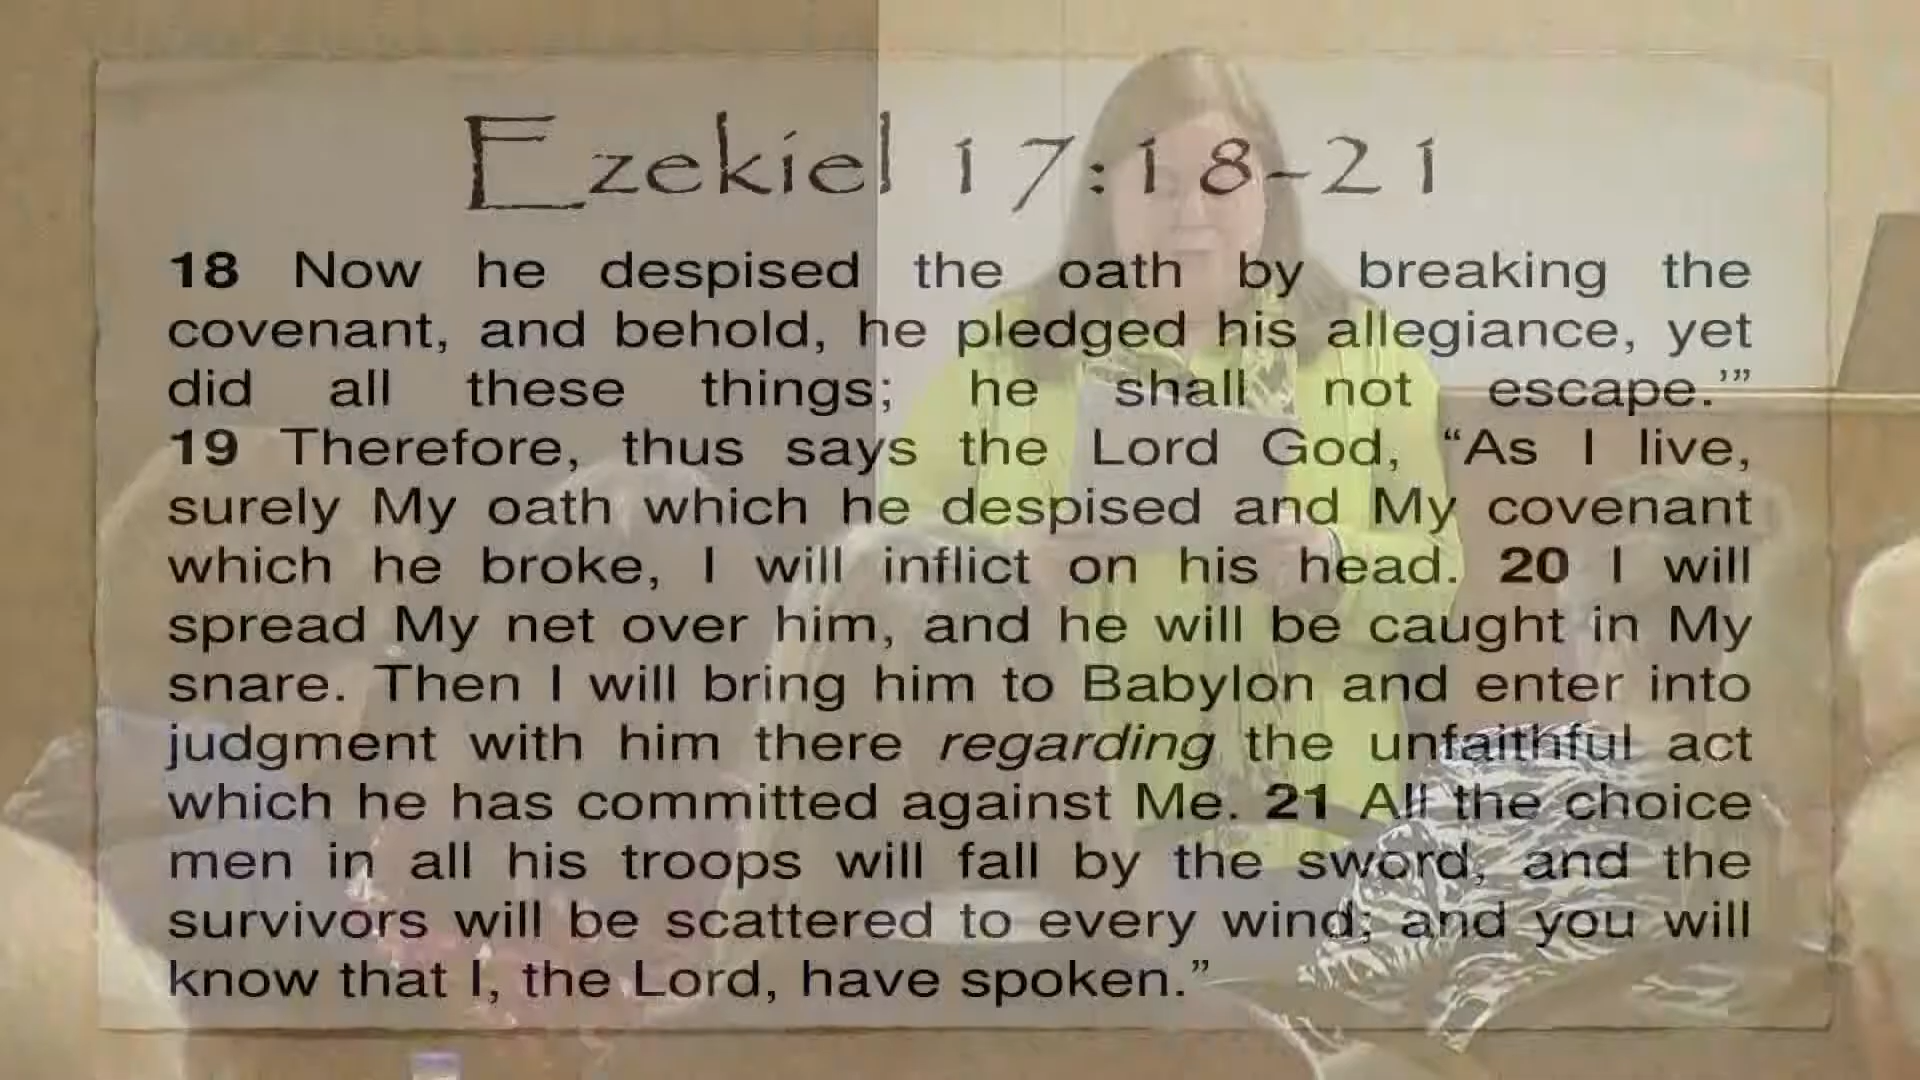 Ezekiel 17:18-21
18 Now he despised the oath by breaking the
covenant, and behold, he pledged his allegiance, yet
did all these things; he shall not escape.’”
19 Therefore, thus says the Lord God, “As I live,
surely My oath which he despised and My covenant
which he broke, I will inflict on his head. 20 I will
spread My net over him, and he will be caught in My
snare. Then I will bring him to Babylon and enter into
judgment with him there regarding the unfaithful act
which he has committed against Me. 21 All the choice
men in all his troops will fall by the sword, and the
survivors will be scattered to every wind; and you will
know that I, the Lord, have spoken.”